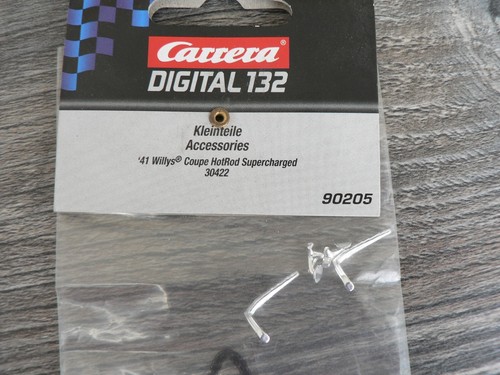 Carrera®
DIGITAL 132
Kleinteile
Accessories
'41 Willys® Coupe HotRod Supercharged
30422
90205